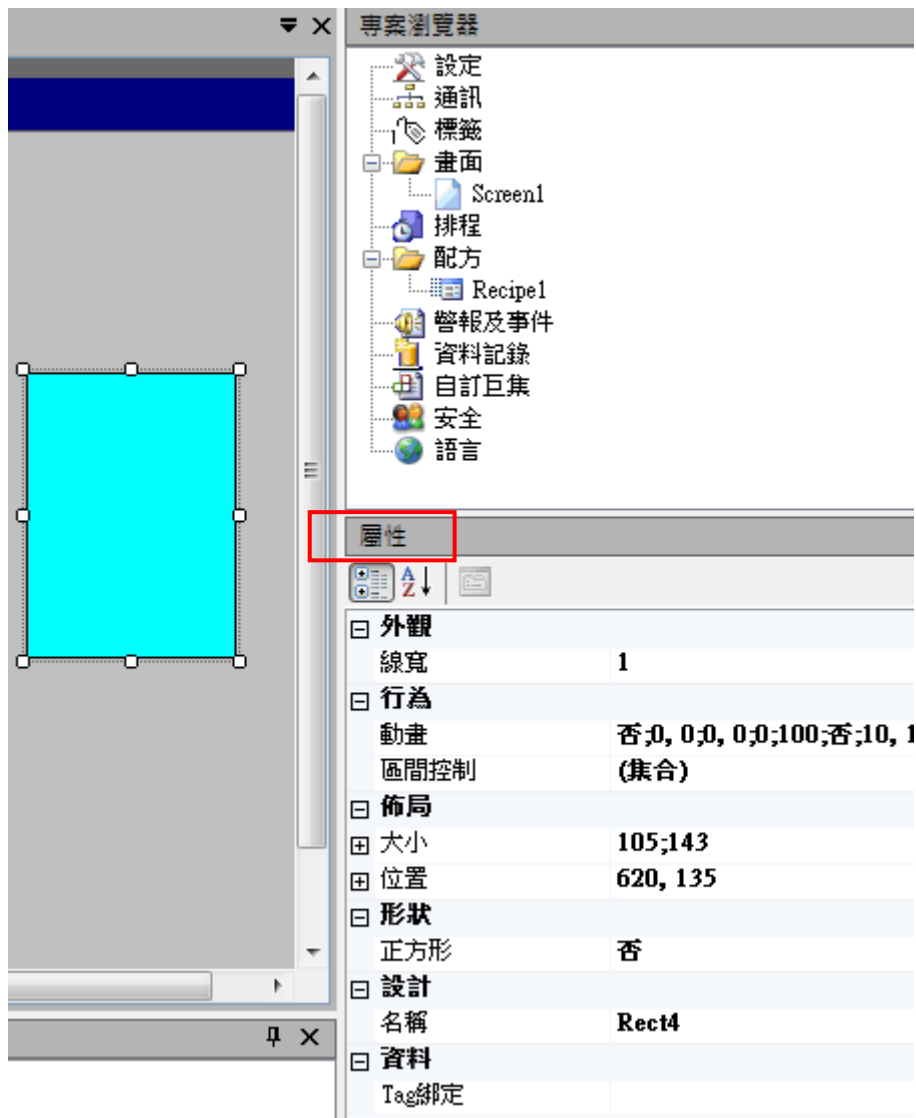 專案瀏覽器
設定
通訊
標籤
畫面
Screen1
排程
配方
Recipe1
警報及事件
資料記錄
自訂巨集
安全
語言
屬性
外觀
線寬 1
行為
動畫 否;0, 0;0, 0;0;100;否;10, 1
區間控制 (集合)
佈局
大小 105;143
位置 620, 135
形狀
正方形 否
設計
名稱 Rect4
資料
Tag綁定